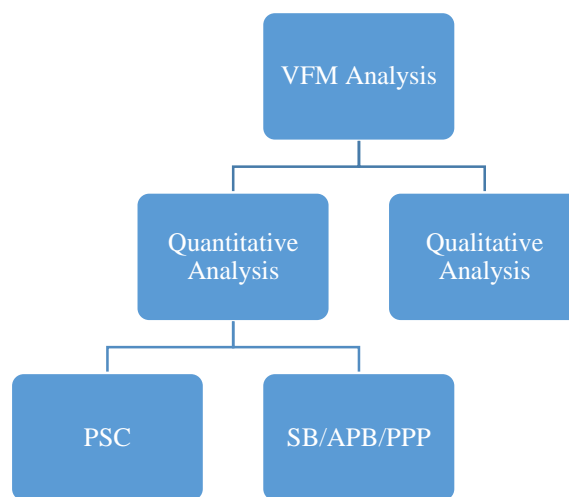 VFM Analysis
Quantitative
Analysis
Qualitative
Analysis
PSC
SB/APB/PPP